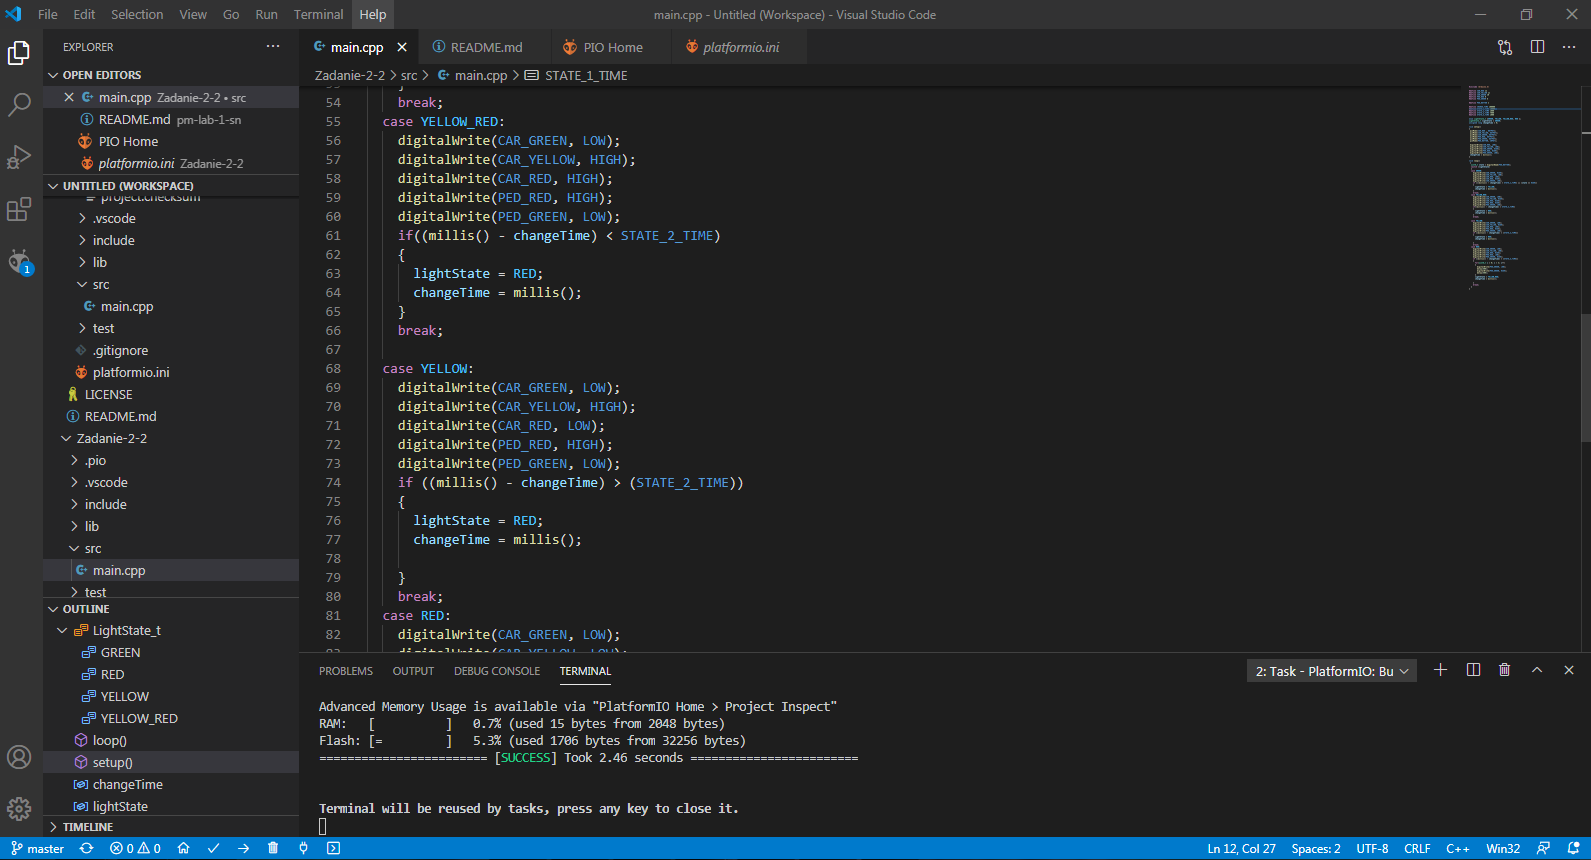 File Edit Selection View Go Run Terminal Help
main.cpp - Untitled (Workspace) - Visual Studio Code
EXPLORER
OPEN EDITORS
main.cpp Zadanie-2-2 • src
README.md pm-lab-1-sn
PIO Home
platformio.ini Zadanie-2-2
UNTITLED (WORKSPACE)
project.checksum
.vscode
include
lib
src
main.cpp
test
.gitignore
platformio.ini
LICENSE
README.md
Zadanie-2-2
.pio
.vscode
include
lib
src
main.cpp
test
OUTLINE
LightState_t
GREEN
RED
YELLOW
YELLOW_RED
loop()
setup()
changeTime
lightState
TIMELINE
1
main.cpp README.md PIO Home platformio.ini
Zadanie-2-2 > src > main.cpp > STATE_1_TIME
53 }
54 break;
55 case YELLOW_RED:
56 digitalWrite(CAR_GREEN, LOW);
57 digitalWrite(CAR_YELLOW, HIGH);
58 digitalWrite(CAR_RED, HIGH);
59 digitalWrite(PED_RED, HIGH);
60 digitalWrite(PED_GREEN, LOW);
61 if((millis() - changeTime) < STATE_2_TIME)
62 {
63 lightState = RED;
64 changeTime = millis();
65 }
66 break;
67
68 case YELLOW:
69 digitalWrite(CAR_GREEN, LOW);
70 digitalWrite(CAR_YELLOW, HIGH);
71 digitalWrite(CAR_RED, LOW);
72 digitalWrite(PED_RED, HIGH);
73 digitalWrite(PED_GREEN, LOW);
74 if ((millis() - changeTime) > (STATE_2_TIME))
75 {
76 lightState = RED;
77 changeTime = millis();
78
79 }
80 break;
81 case RED:
82 digitalWrite(CAR_GREEN, LOW);
83 digitalWrite(CAR_YELLOW, LOW);
PROBLEMS OUTPUT DEBUG CONSOLE TERMINAL
2: Task - PlatformIO: Bu
Advanced Memory Usage is available via "PlatformIO Home > Project Inspect"
RAM: [ ] 0.7% (used 15 bytes from 2048 bytes)
Flash: [= ] 5.3% (used 1706 bytes from 32256 bytes)
======================== [SUCCESS] Took 2.46 seconds ========================
Terminal will be reused by tasks, press any key to close it.
master 0 0 Ln 12, Col 27 Spaces: 2 UTF-8 CRLF C++ Win32